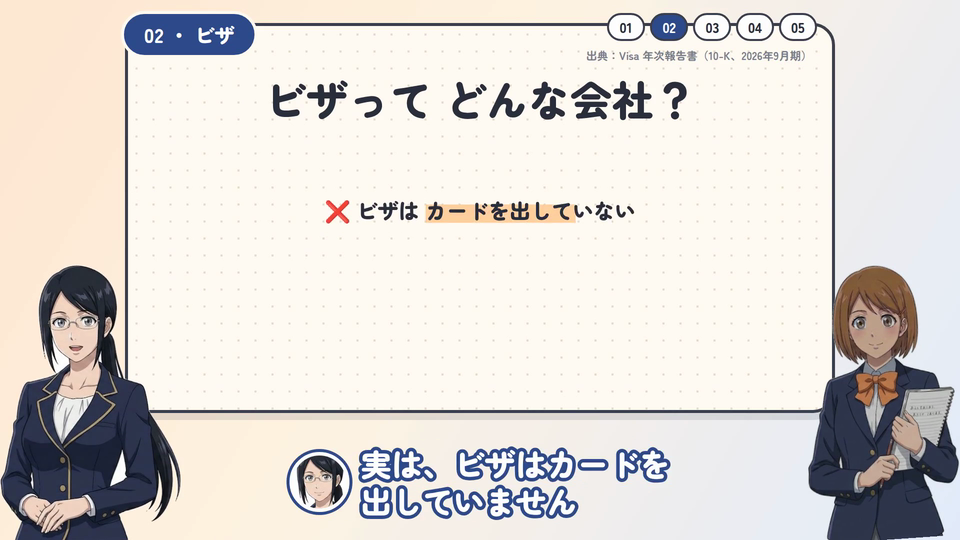 02 ・ ビザ
01 02 03 04 05
出典：Visa 年次報告書（10-K、2026年9月期）
ビザって どんな会社？
❌ ビザは カードを出していない
実は、ビザはカードを
出していません